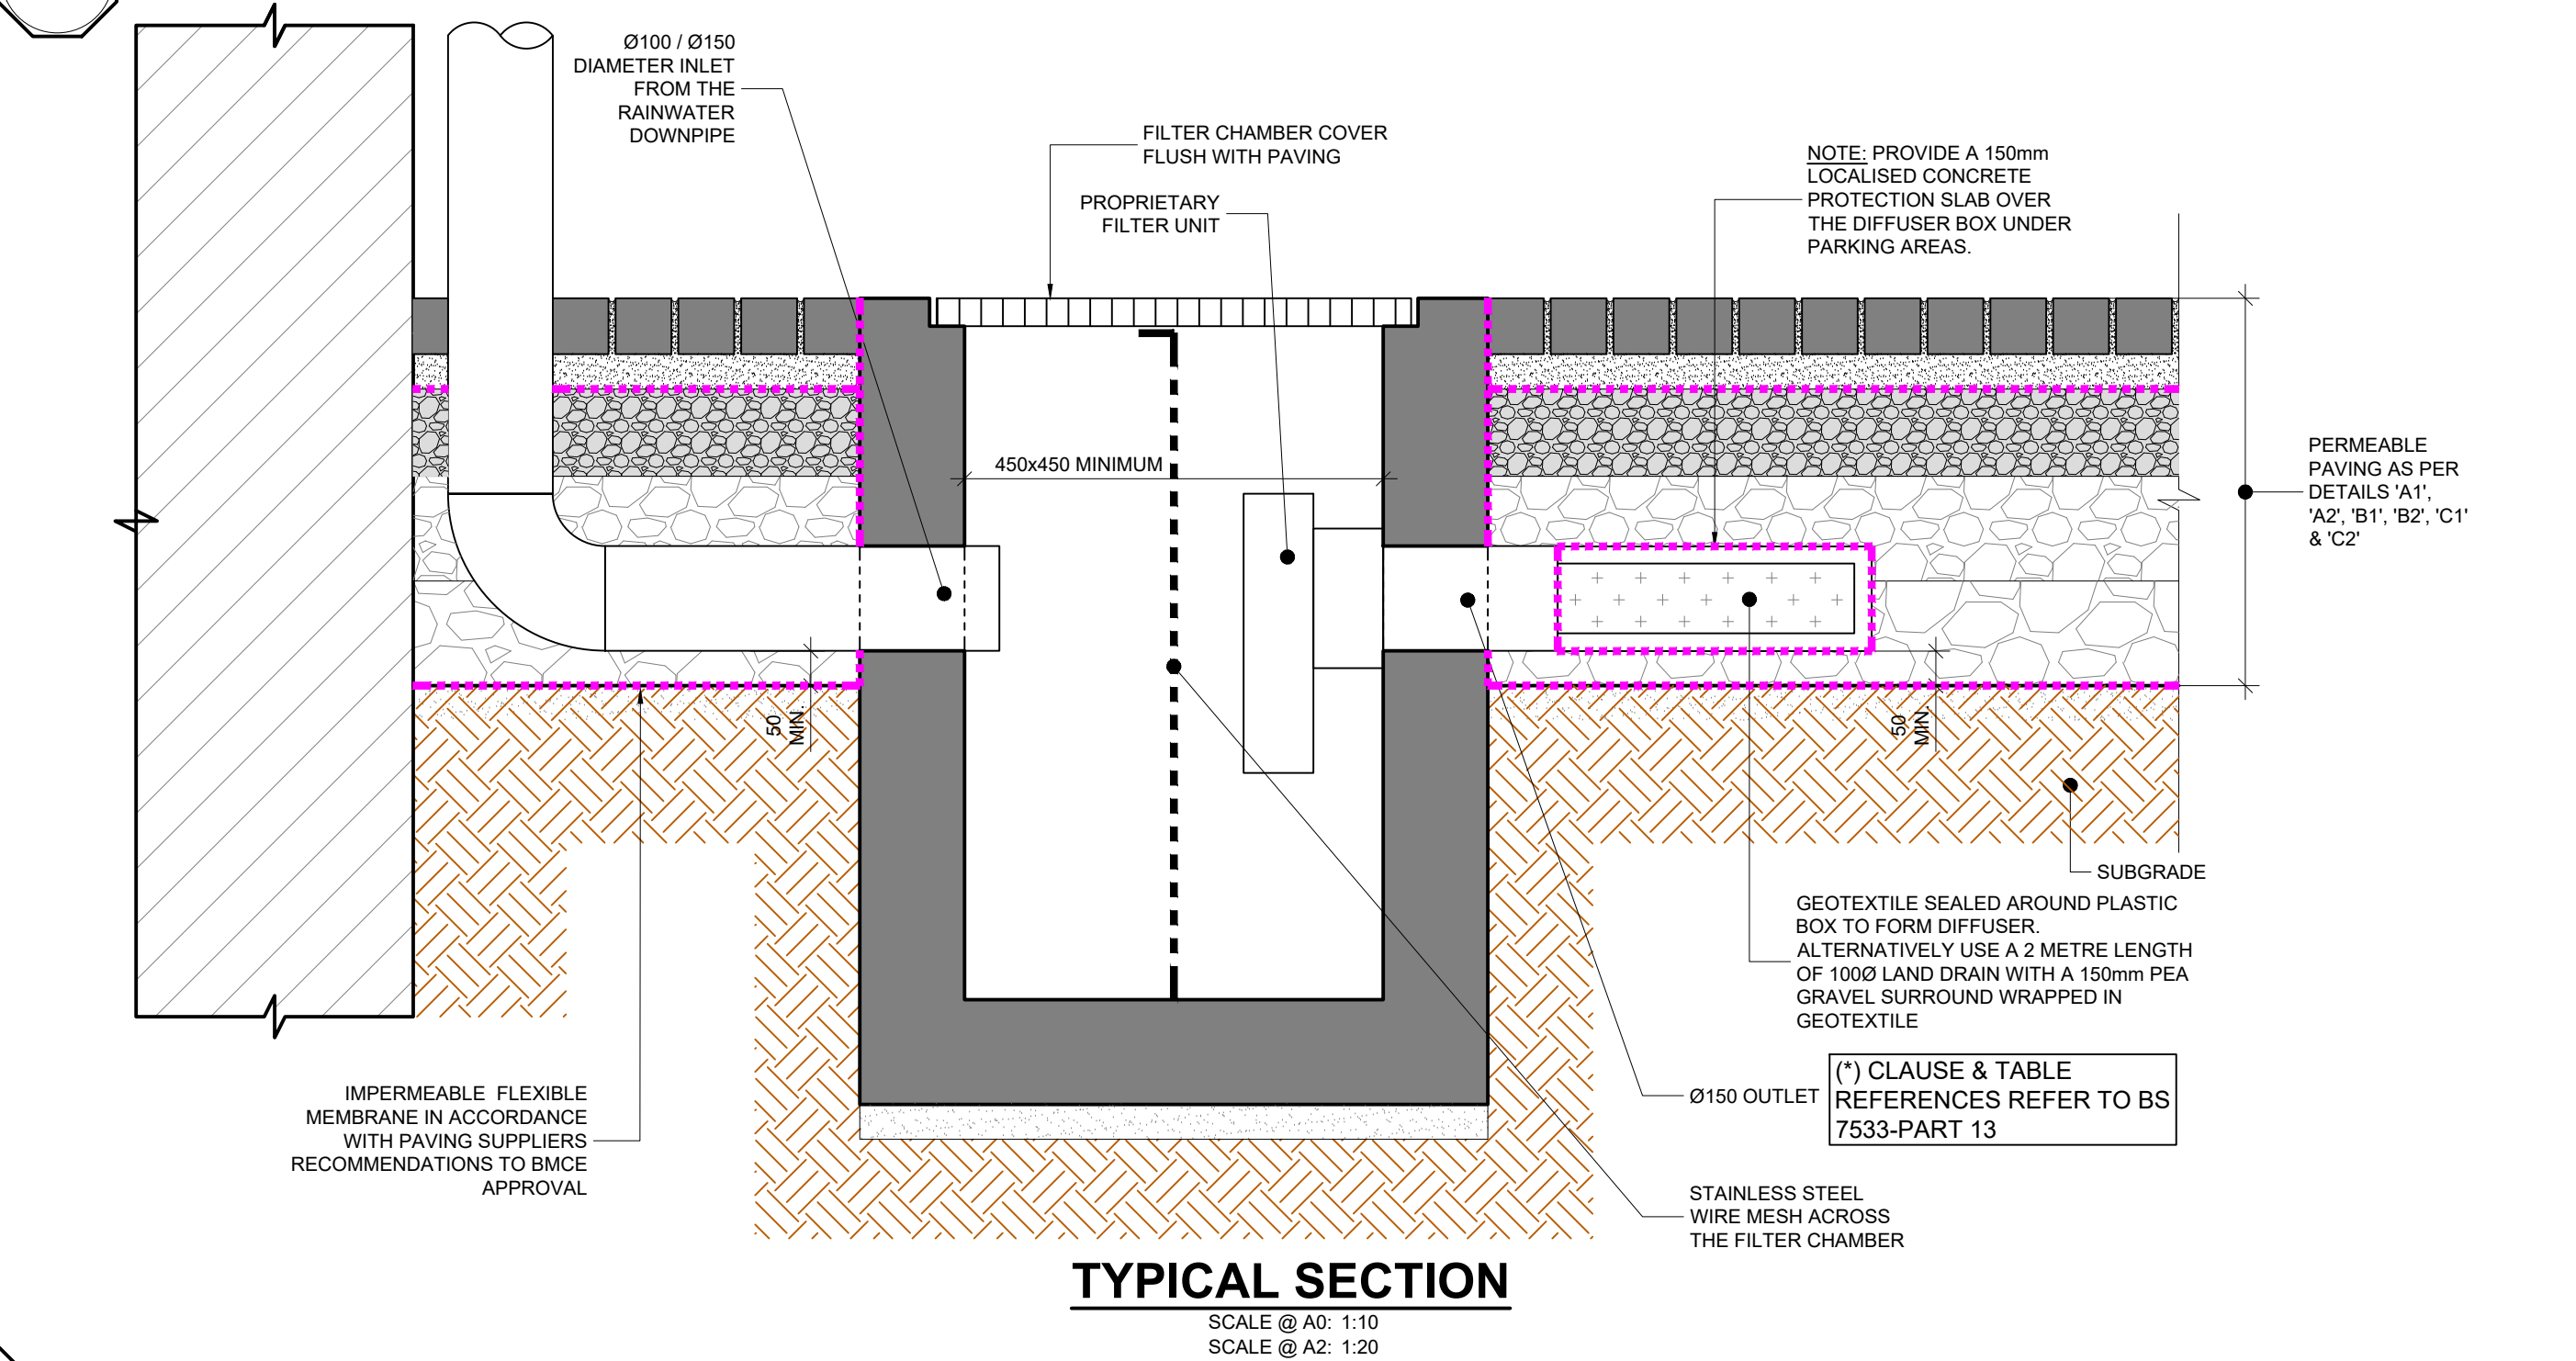 Ø100 / Ø150
DIAMETER INLET
FROM THE
RAINWATER
DOWNPIPE
FILTER CHAMBER COVER
FLUSH WITH PAVING
PROPRIETARY
FILTER UNIT
NOTE: PROVIDE A 150mm
LOCALISED CONCRETE
PROTECTION SLAB OVER
THE DIFFUSER BOX UNDER
PARKING AREAS.
450x450 MINIMUM
PERMEABLE
PAVING AS PER
DETAILS 'A1',
'A2', 'B1', 'B2', 'C1'
& 'C2'
50
MIN.
50
MIN.
SUBGRADE
GEOTEXTILE SEALED AROUND PLASTIC
BOX TO FORM DIFFUSER.
ALTERNATIVELY USE A 2 METRE LENGTH
OF 100Ø LAND DRAIN WITH A 150mm PEA
GRAVEL SURROUND WRAPPED IN
GEOTEXTILE
IMPERMEABLE FLEXIBLE
MEMBRANE IN ACCORDANCE
WITH PAVING SUPPLIERS
RECOMMENDATIONS TO BMCE
APPROVAL
Ø150 OUTLET
(*) CLAUSE & TABLE
REFERENCES REFER TO BS
7533-PART 13
STAINLESS STEEL
WIRE MESH ACROSS
THE FILTER CHAMBER
TYPICAL SECTION
SCALE @ A0: 1:10
SCALE @ A2: 1:20